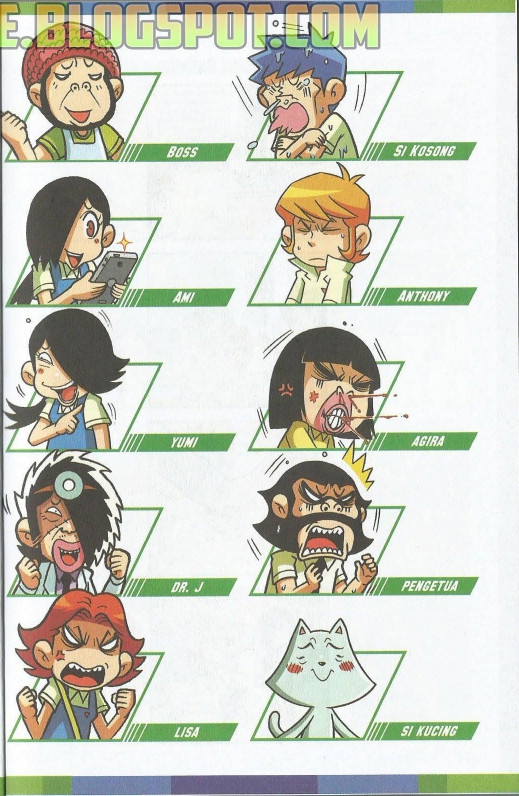 E.BLOGSPOT.COM
BOSS
SI KOSONG
AMI
ANTHONY
YUMI
AGIRA
DR. J
PENGETUA
LISA
SI KUCING